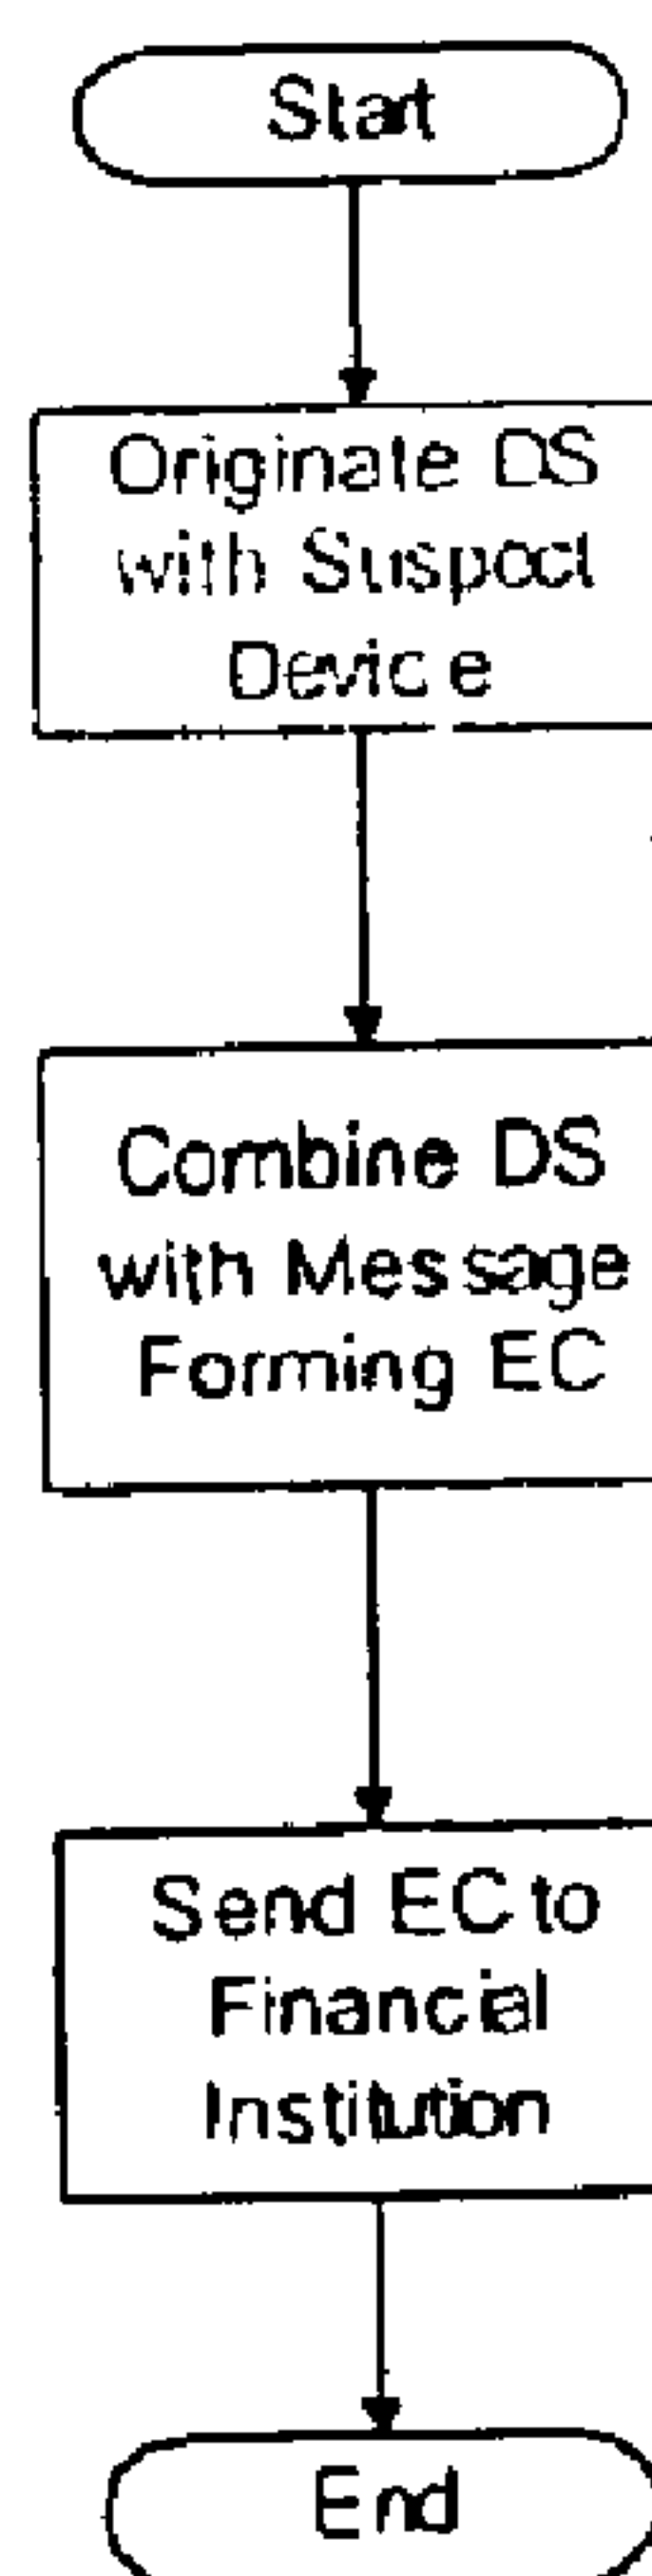 Start
Originate DS
with Suspect
Device
Combine DS
with Message
Forming EC
Send EC to
Financial
Institution
End